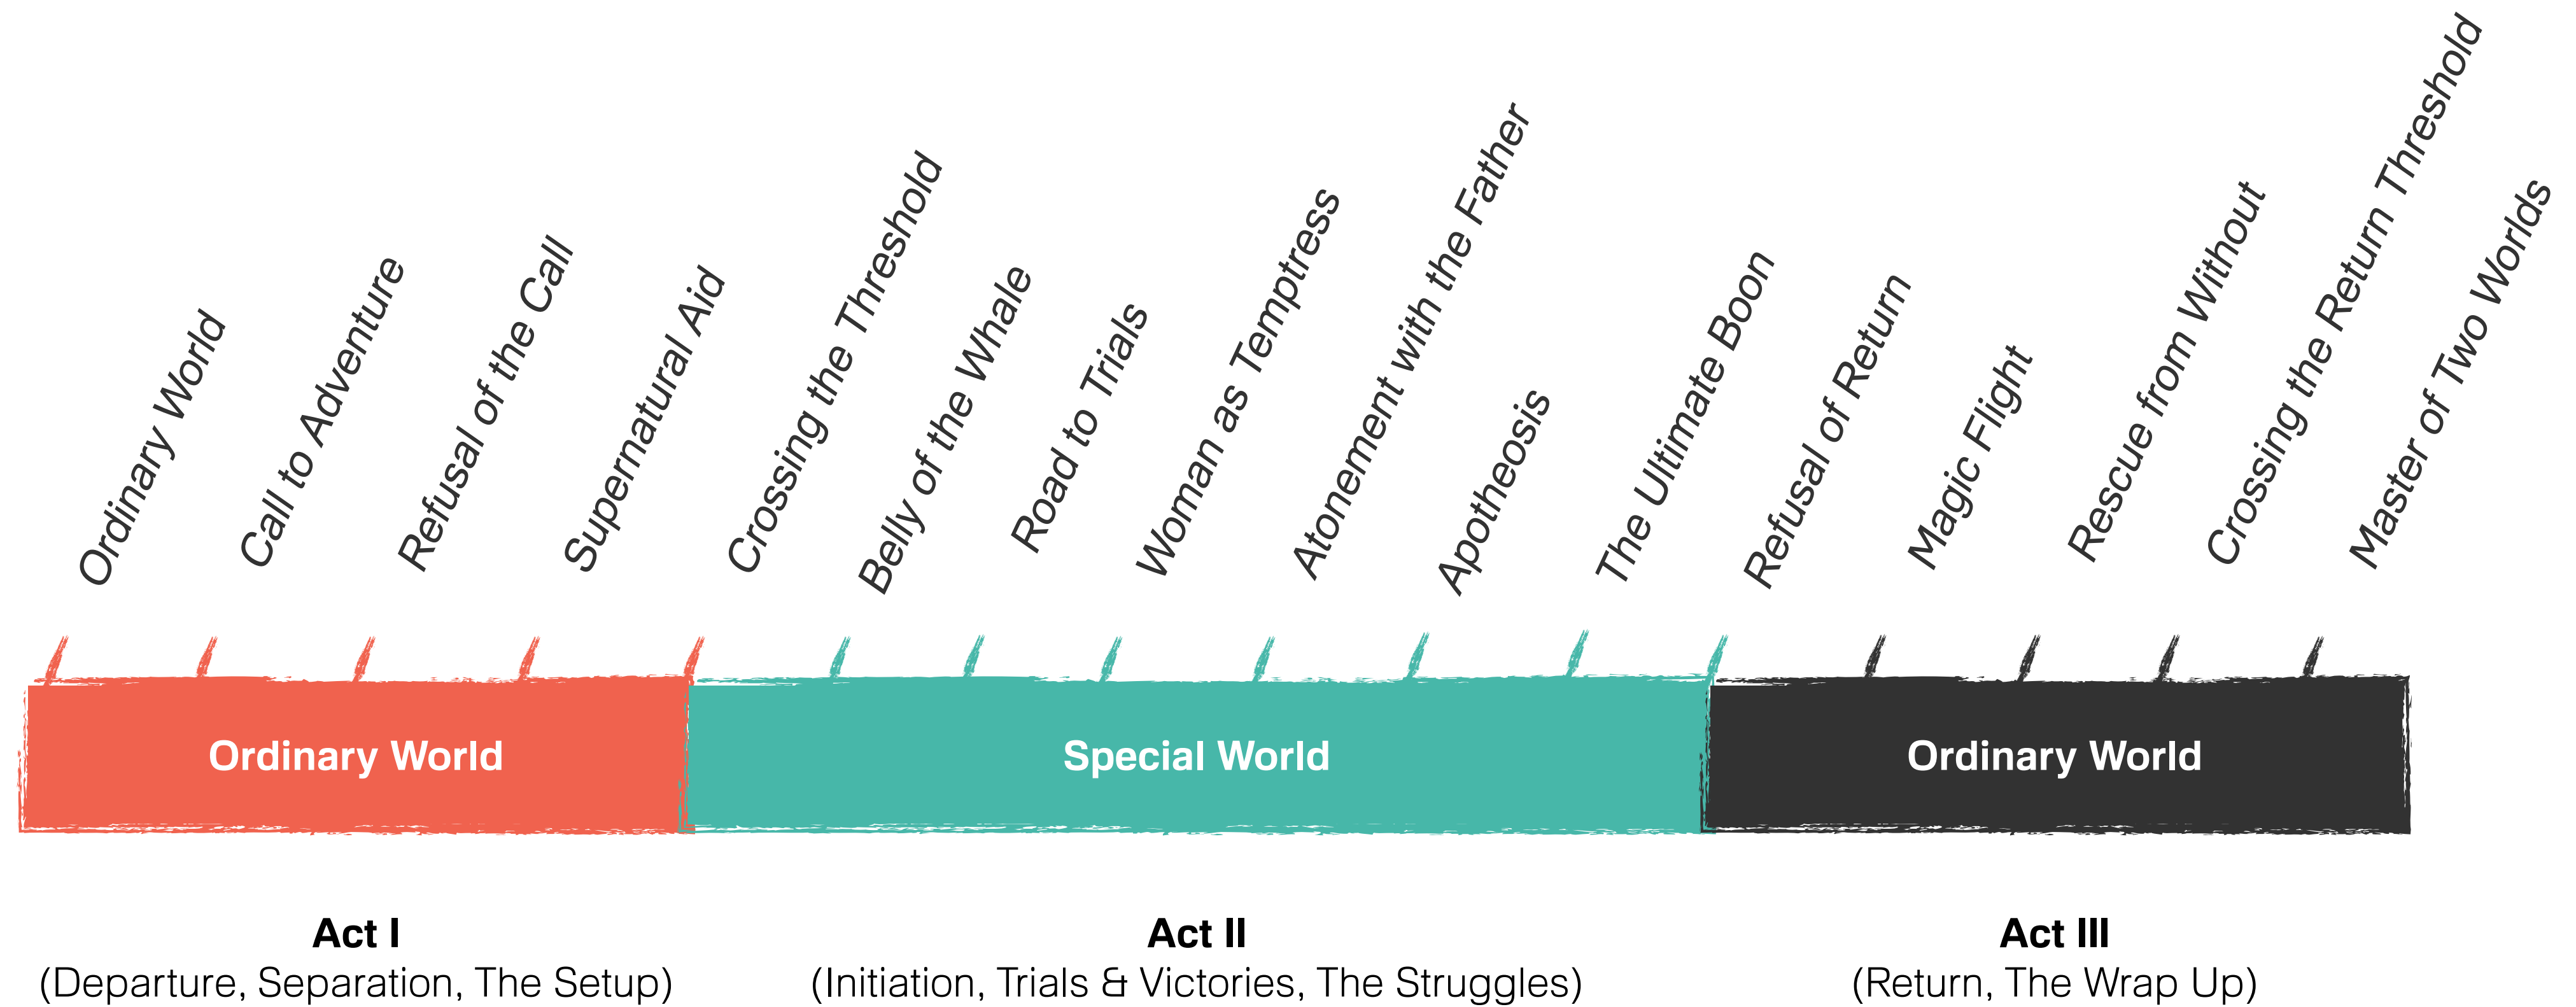 Ordinary World
Call to Adventure
Refusal of the Call
Supernatural Aid
Crossing the Threshold
Belly of the Whale
Road to Trials
Woman as Temptress
Atonement with the Father
Apotheosis
The Ultimate Boon
Refusal of Return
Magic Flight
Rescue from Without
Crossing the Return Threshold
Master of Two Worlds
Ordinary World
Special World
Ordinary World
Act I
(Departure, Separation, The Setup)
Act II
(Initiation, Trials & Victories, The Struggles)
Act III
(Return, The Wrap Up)